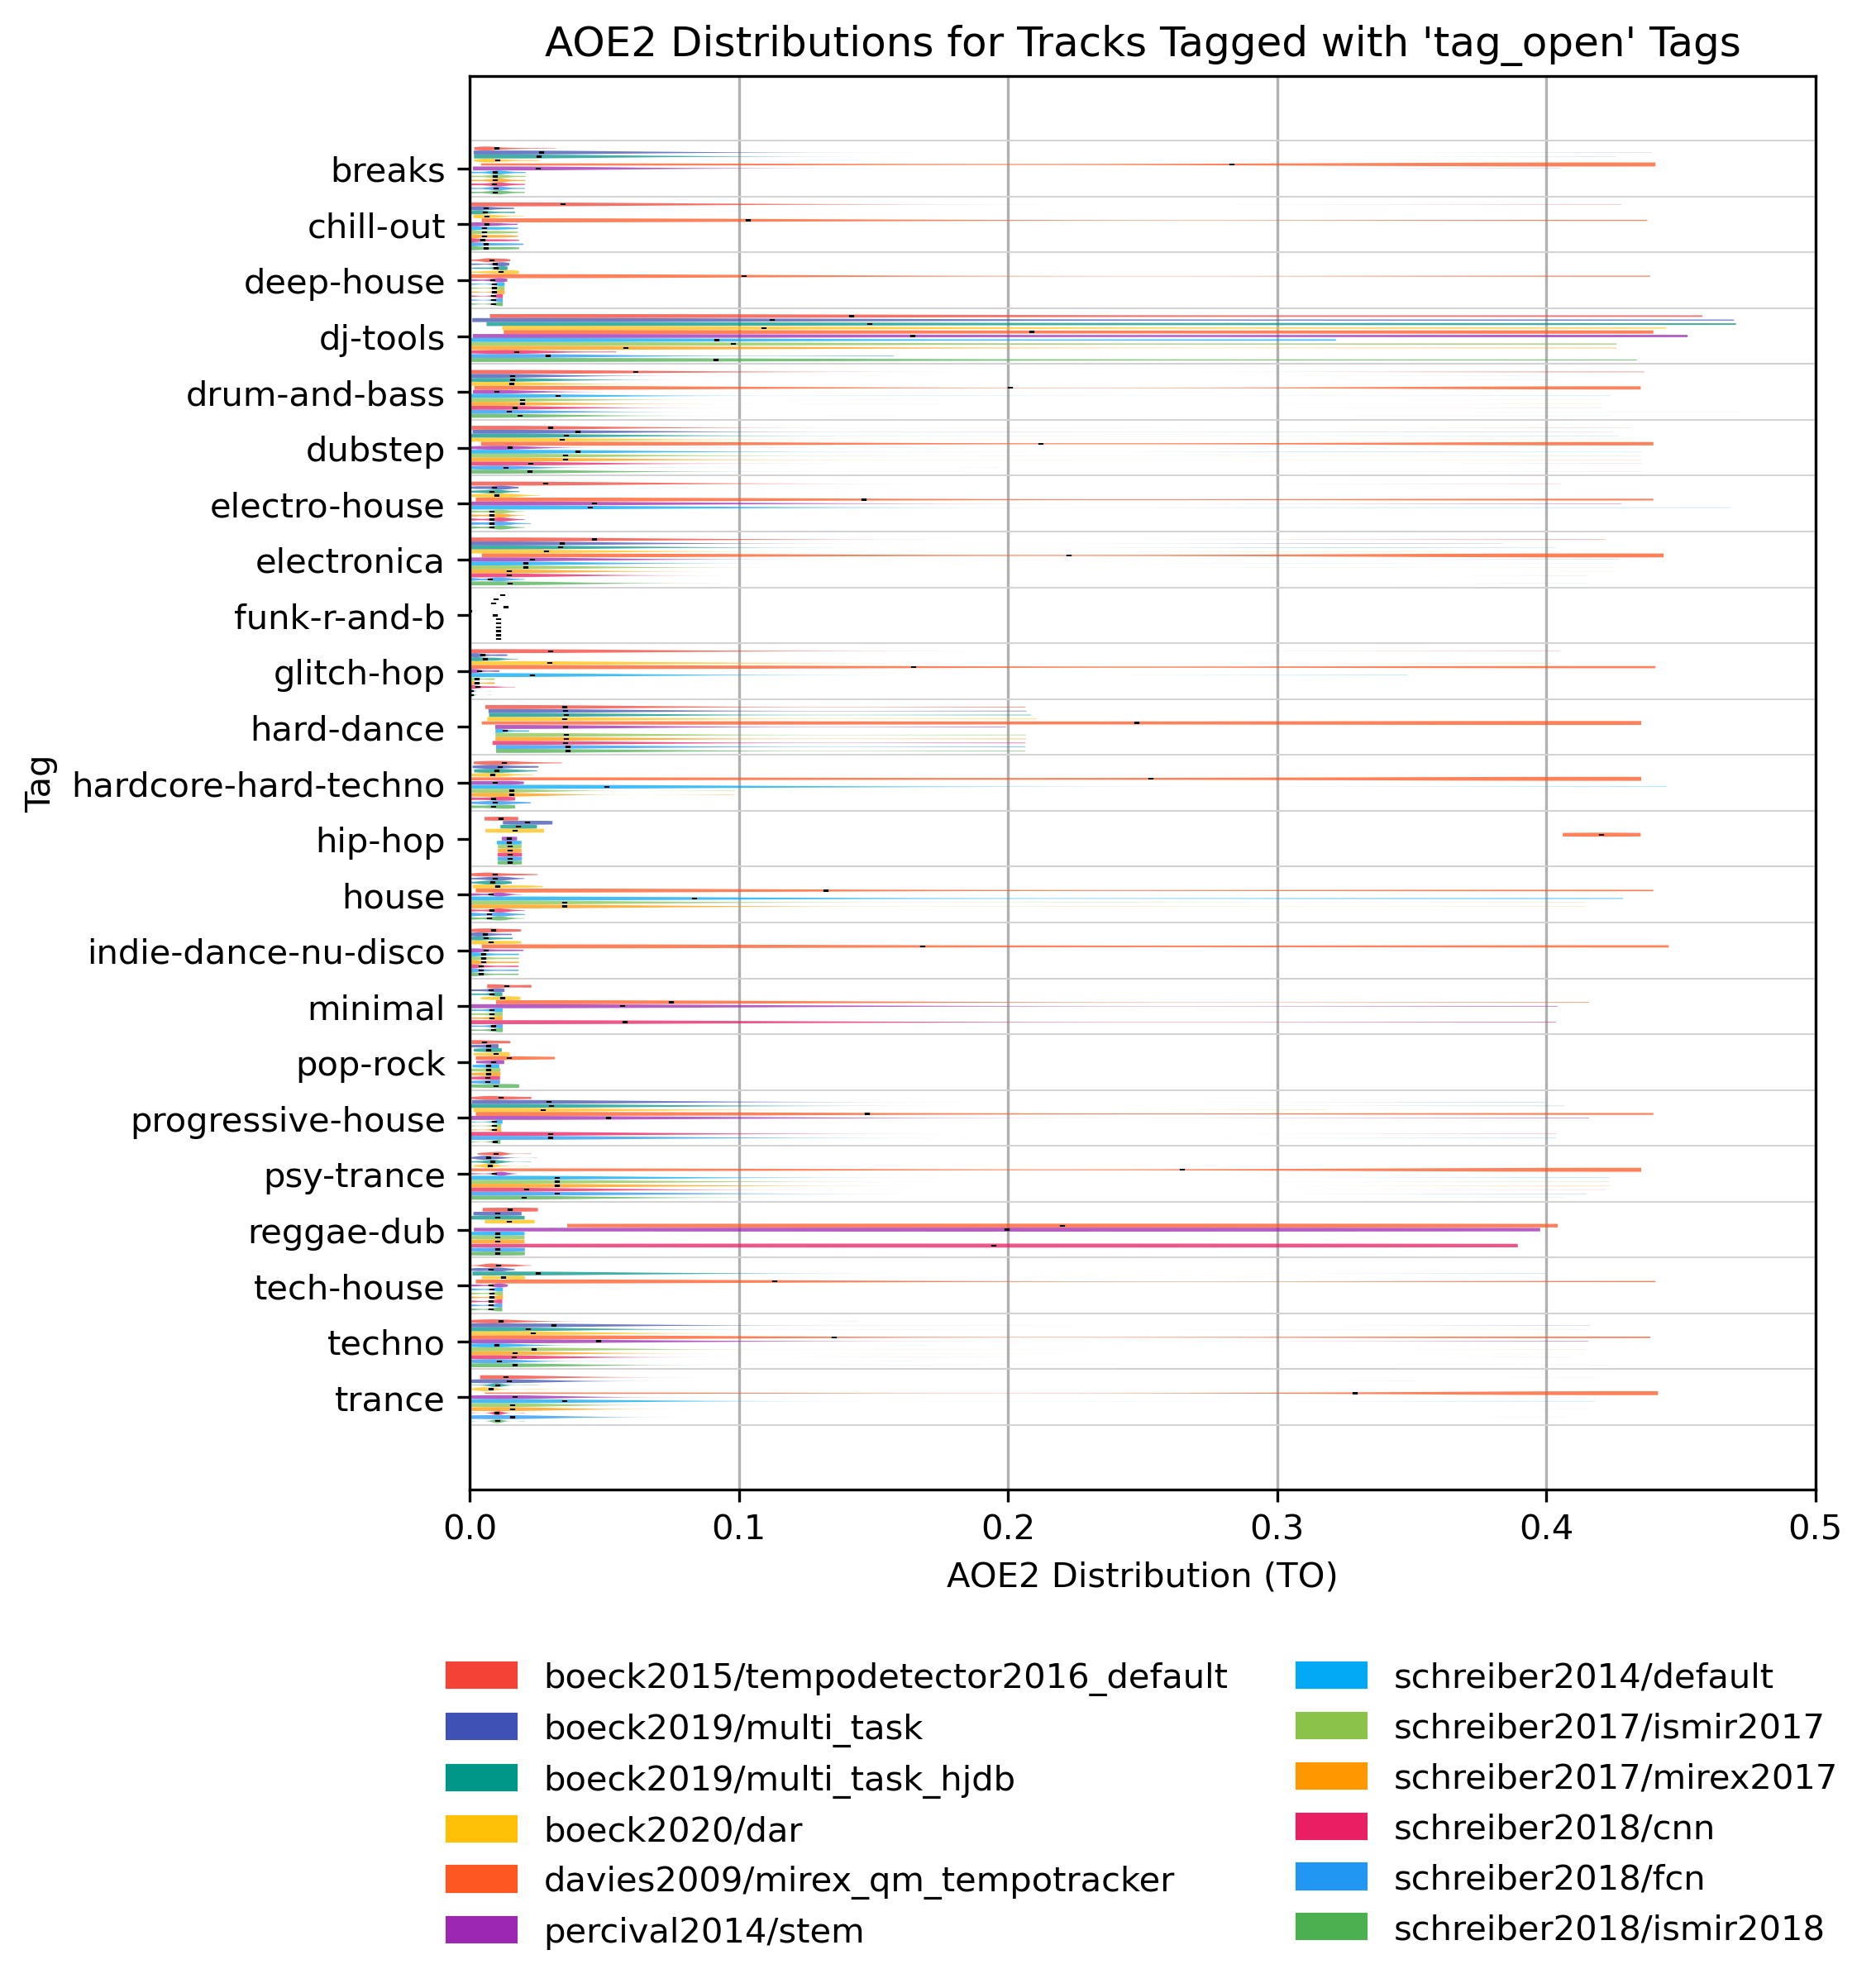 AOE2 Distributions for Tracks Tagged with 'tag_open' Tags
Tag
breaks
chill-out
deep-house
dj-tools
drum-and-bass
dubstep
electro-house
electronica
funk-r-and-b
glitch-hop
hard-dance
hardcore-hard-techno
hip-hop
house
indie-dance-nu-disco
minimal
pop-rock
progressive-house
psy-trance
reggae-dub
tech-house
techno
trance
0.0 0.1 0.2 0.3 0.4 0.5
AOE2 Distribution (TO)
boeck2015/tempodetector2016_default
boeck2019/multi_task
boeck2019/multi_task_hjdb
boeck2020/dar
davies2009/mirex_qm_tempotracker
percival2014/stem
schreiber2014/default
schreiber2017/ismir2017
schreiber2017/mirex2017
schreiber2018/cnn
schreiber2018/fcn
schreiber2018/ismir2018